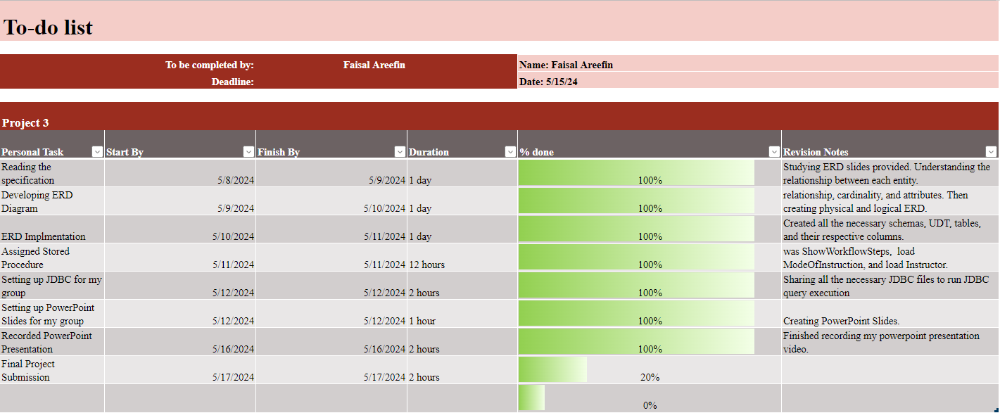 To-do list
To be completed by: Faisal Areefin Name: Faisal Areefin
Deadline: Date: 5/15/24
Project 3
Personal Task Start By Finish By Duration % done Revision Notes
Reading the
specification 5/8/2024 5/9/2024 1 day 100% Studying ERD slides provided. Understanding the
relationship between each entity.
Developing ERD
Diagram 5/9/2024 5/10/2024 1 day 100% relationship, cardinality, and attributes. Then
creating physical and logical ERD.
ERD Implmentation 5/10/2024 5/11/2024 1 day 100% Created all the necessary schemas, UDT, tables,
and their respective columns.
Assigned Stored
Procedure 5/11/2024 5/11/2024 12 hours 100% was ShowWorkflowSteps,  load
ModeOfInstruction, and load Instructor.
Setting up JDBC for my
group 5/12/2024 5/12/2024 2 hours 100% Sharing all the necessary JDBC files to run JDBC
query execution
Setting up PowerPoint
Slides for my group 5/12/2024 5/12/2024 1 hour 100% Creating PowerPoint Slides.
Recorded PowerPoint
Presentation 5/16/2024 5/16/2024 2 hours 100% Finished recording my powerpoint presentation
video.
Final Project
Submission 5/17/2024 5/17/2024 2 hours 20%
0%